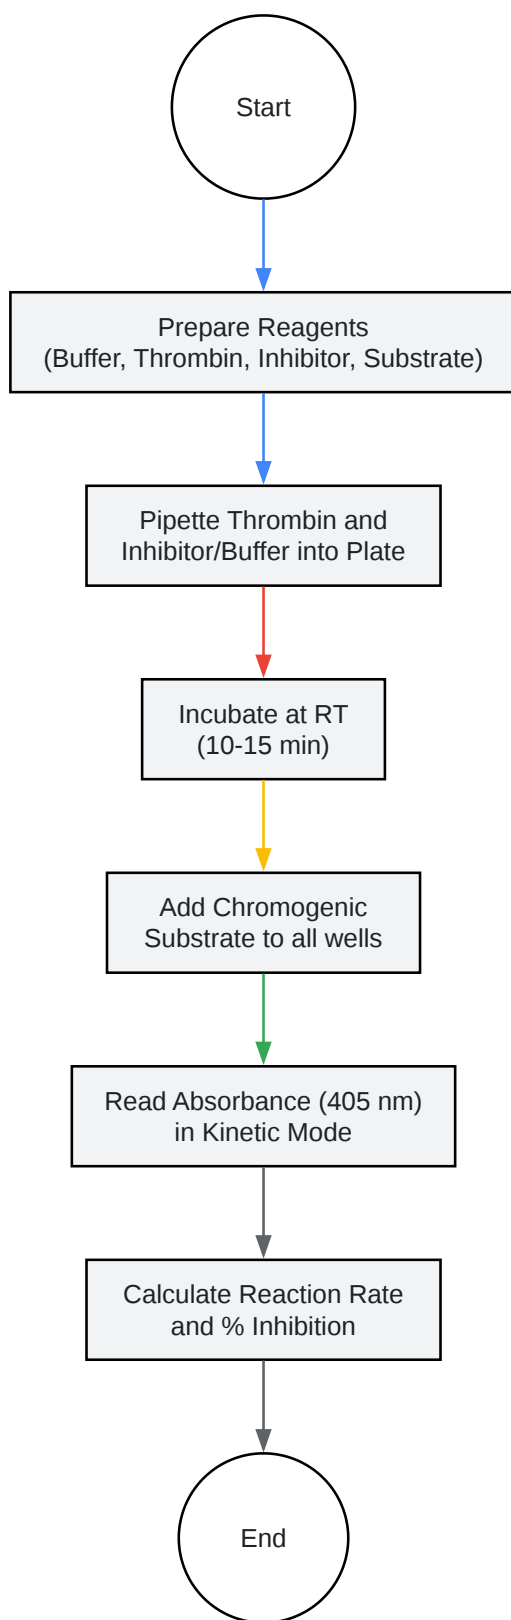 Start
Prepare Reagents
(Buffer, Thrombin, Inhibitor, Substrate)
Pipette Thrombin and
Inhibitor/Buffer into Plate
Incubate at RT
(10-15 min)
Add Chromogenic
Substrate to all wells
Read Absorbance (405 nm)
in Kinetic Mode
Calculate Reaction Rate
and % Inhibition
End